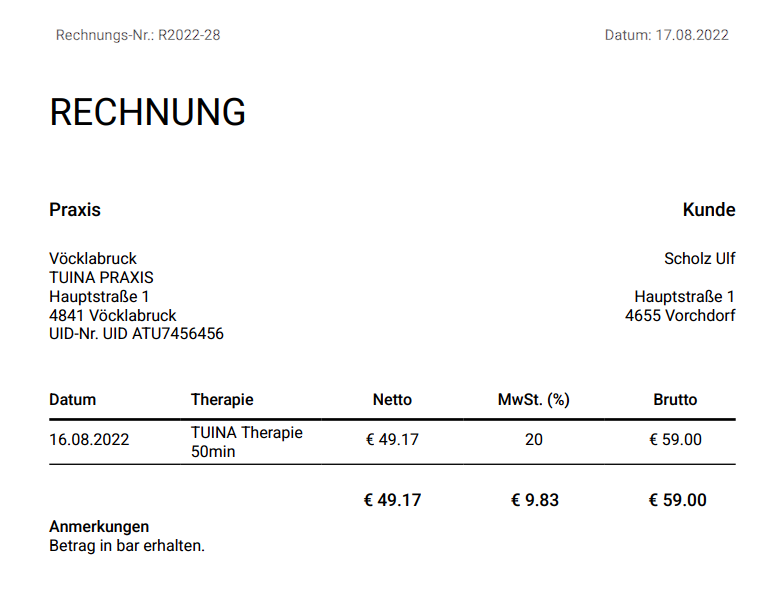 Rechnungs-Nr.: R2022-28 Datum: 17.08.2022
RECHNUNG
Praxis Kunde
Vöcklabruck Scholz Ulf
TUINA PRAXIS
Hauptstraße 1 Hauptstraße 1
4841 Vöcklabruck 4655 Vorchdorf
UID-Nr. UID ATU7456456
Datum Therapie Netto MwSt. (%) Brutto
16.08.2022 TUINA Therapie 50min € 49.17 20 € 59.00
€ 49.17 € 9.83 € 59.00
Anmerkungen
Betrag in bar erhalten.